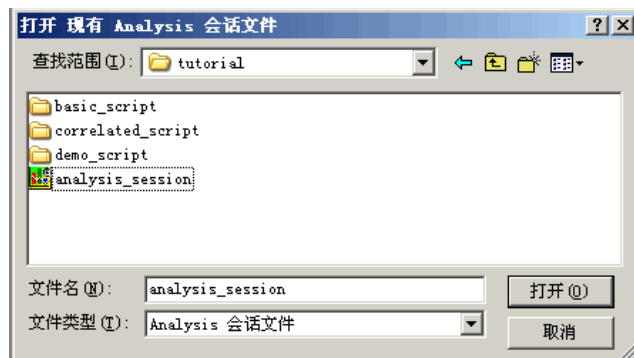 打开 现有 Analysis 会话文件
查找范围(I): tutorial
basic_script
correlated_script
demo_script
analysis_session
文件名(N): analysis_session 打开(O)
文件类型(T): Analysis 会话文件 取消